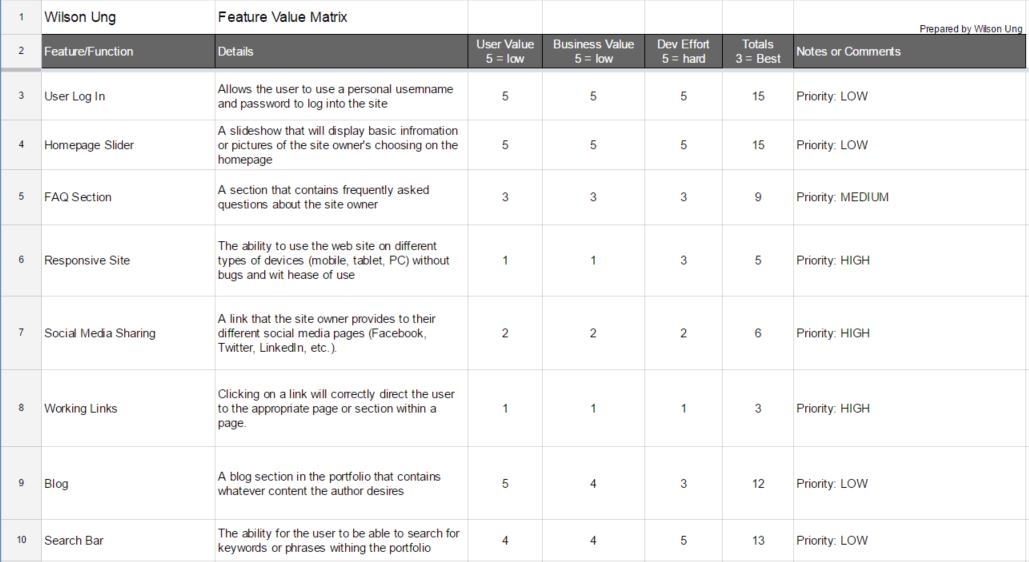 1 Wilson Ung Feature Value Matrix Prepared by Wilson Ung
2 Feature/Function Details User Value Business Value Dev Effort Totals Notes or Comments
5 = low 5 = low 5 = hard 3 = Best
3 User Log In Allows the user to use a personal usemname 5 5 5 15 Priority: LOW
and password to log into the site
4 Homepage Slider A slideshow that will display basic infromation 5 5 5 15 Priority: LOW
or pictures of the site owner's choosing on the
homepage
5 FAQ Section A section that contains frequently asked 3 3 3 9 Priority: MEDIUM
questions about the site owner
6 Responsive Site The ability to use the web site on different 1 1 3 5 Priority: HIGH
types of devices (mobile, tablet, PC) without
bugs and wit hease of use
7 Social Media Sharing A link that the site owner provides to their 2 2 2 6 Priority: HIGH
different social media pages (Facebook,
Twitter, LinkedIn, etc.).
8 Working Links Clicking on a link will correctly direct the user 1 1 1 3 Priority: HIGH
to the appropriate page or section within a
page.
9 Blog A blog section in the portfolio that contains 5 4 3 12 Priority: LOW
whatever content the author desires
10 Search Bar The ability for the user to be able to search for 4 4 5 13 Priority: LOW
keywords or phrases withing the portfolio